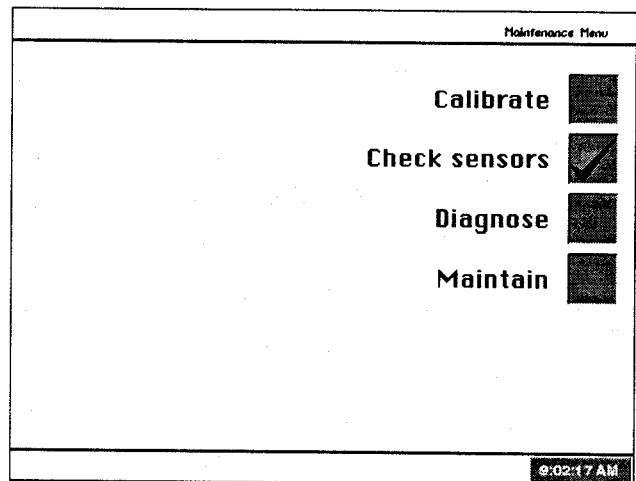 Maintenance Menu
Calibrate
Check sensors
Diagnose
Maintain
9:02:17 AM